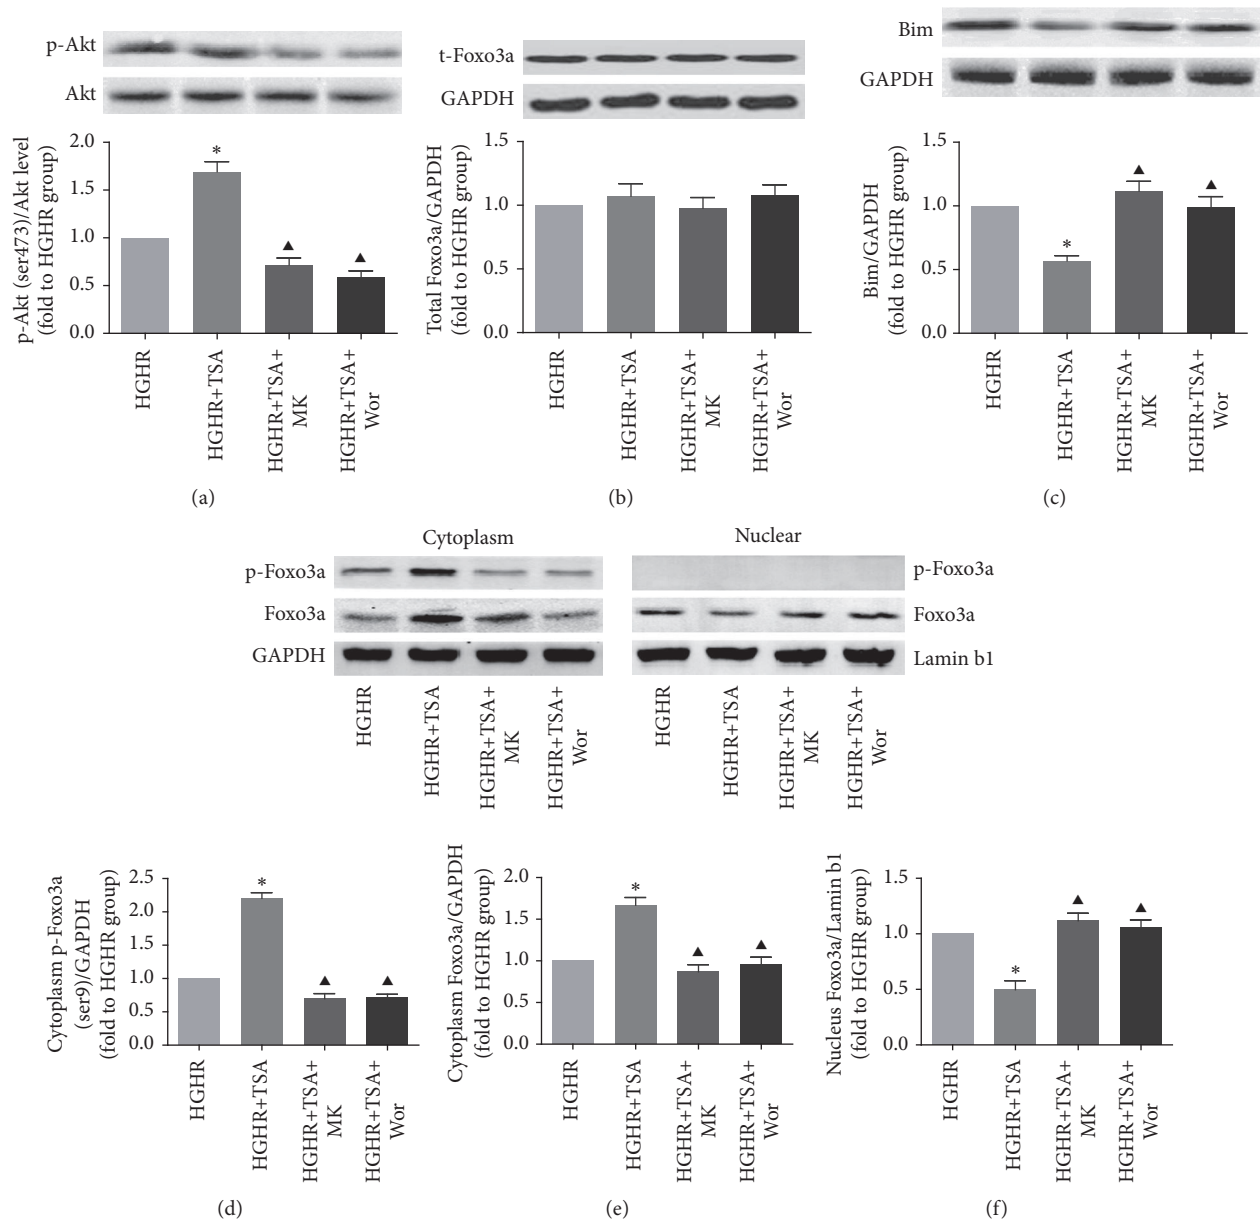 p-Akt
Akt
p-Akt (ser473)/Akt level
(fold to HGHR group)
2.0
1.5
1.0
0.5
0.0
*
▲
▲
HGHR
HGHR+TSA
HGHR+TSA+
MK
HGHR+TSA+
Wor
(a)
t-Foxo3a
GAPDH
Total Foxo3a/GAPDH
(fold to HGHR group)
1.5
1.0
0.5
0.0
HGHR
HGHR+TSA
HGHR+TSA+
MK
HGHR+TSA+
Wor
(b)
Bim
GAPDH
Bim/GAPDH
(fold to HGHR group)
1.5
1.0
0.5
0.0
*
▲
▲
HGHR
HGHR+TSA
HGHR+TSA+
MK
HGHR+TSA+
Wor
(c)
Cytoplasm
p-Foxo3a
Foxo3a
GAPDH
HGHR
HGHR+TSA
HGHR+TSA+
MK
HGHR+TSA+
Wor
Nuclear
p-Foxo3a
Foxo3a
Lamin b1
HGHR
HGHR+TSA
HGHR+TSA+
MK
HGHR+TSA+
Wor
Cytoplasm p-Foxo3a
(ser9)/GAPDH
(fold to HGHR group)
2.5
2.0
1.0
0.5
0.0
*
▲
▲
HGHR
HGHR+TSA
HGHR+TSA+
MK
HGHR+TSA+
Wor
(d)
Cytoplasm Foxo3a/GAPDH
(fold to HGHR group)
2.0
1.5
1.0
0.5
0.0
*
▲
▲
HGHR
HGHR+TSA
HGHR+TSA+
MK
HGHR+TSA+
Wor
(e)
Nucleus Foxo3a/Lamin b1
(fold to HGHR group)
1.5
1.0
0.5
0.0
*
▲
▲
HGHR
HGHR+TSA
HGHR+TSA+
MK
HGHR+TSA+
Wor
(f)